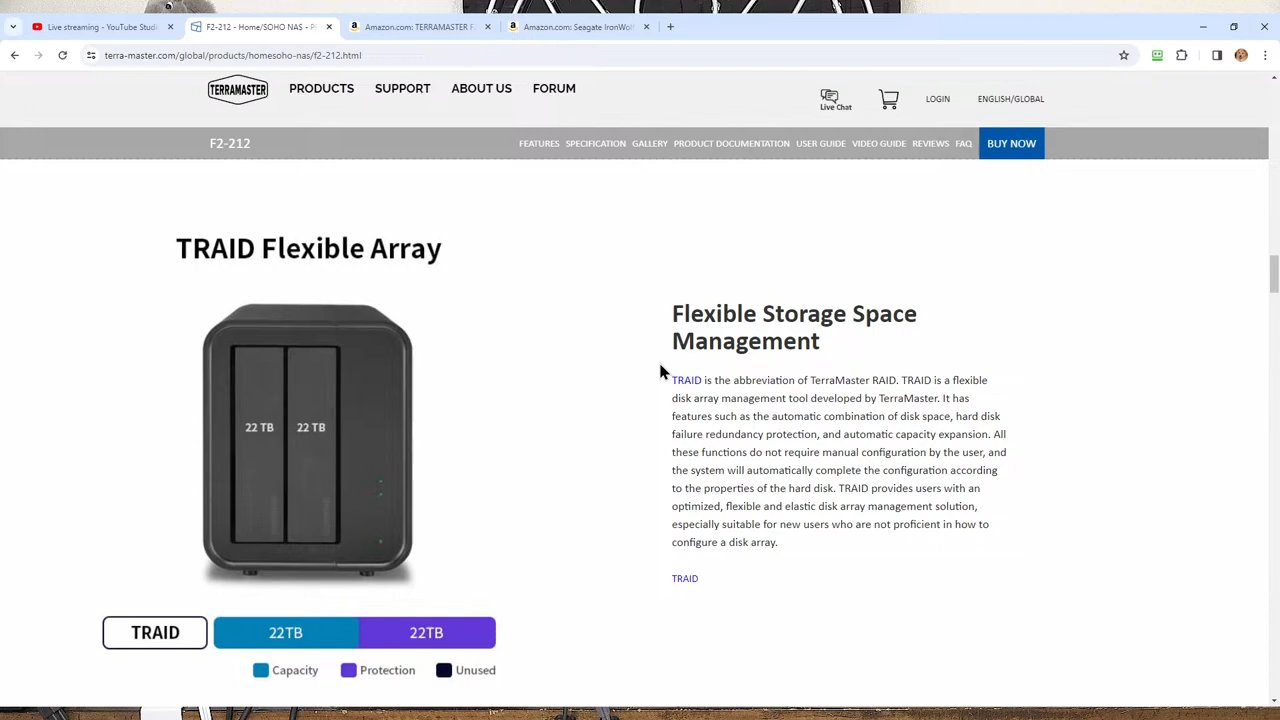 Live streaming - YouTube Studi
F2-212 - Home/SOHO NAS - P
Amazon.com: TERRAMASTER F
Amazon.com: Seagate IronWolf
terra-master.com/global/products/homesoho-nas/f2-212.html
TERRAMASTER
PRODUCTS
SUPPORT
ABOUT US
FORUM
Live Chat
LOGIN
ENGLISH/GLOBAL
F2-212
FEATURES
SPECIFICATION
GALLERY
PRODUCT DOCUMENTATION
USER GUIDE
VIDEO GUIDE
REVIEWS
FAQ
BUY NOW
TRAID Flexible Array
22 TB
22 TB
Flexible Storage Space
Management
TRAID is the abbreviation of TerraMaster RAID. TRAID is a flexible
disk array management tool developed by TerraMaster. It has
features such as the automatic combination of disk space, hard disk
failure redundancy protection, and automatic capacity expansion. All
these functions do not require manual configuration by the user, and
the system will automatically complete the configuration according
to the properties of the hard disk. TRAID provides users with an
optimized, flexible and elastic disk array management solution,
especially suitable for new users who are not proficient in how to
configure a disk array.
TRAID
TRAID
22TB
22TB
Capacity
Protection
Unused